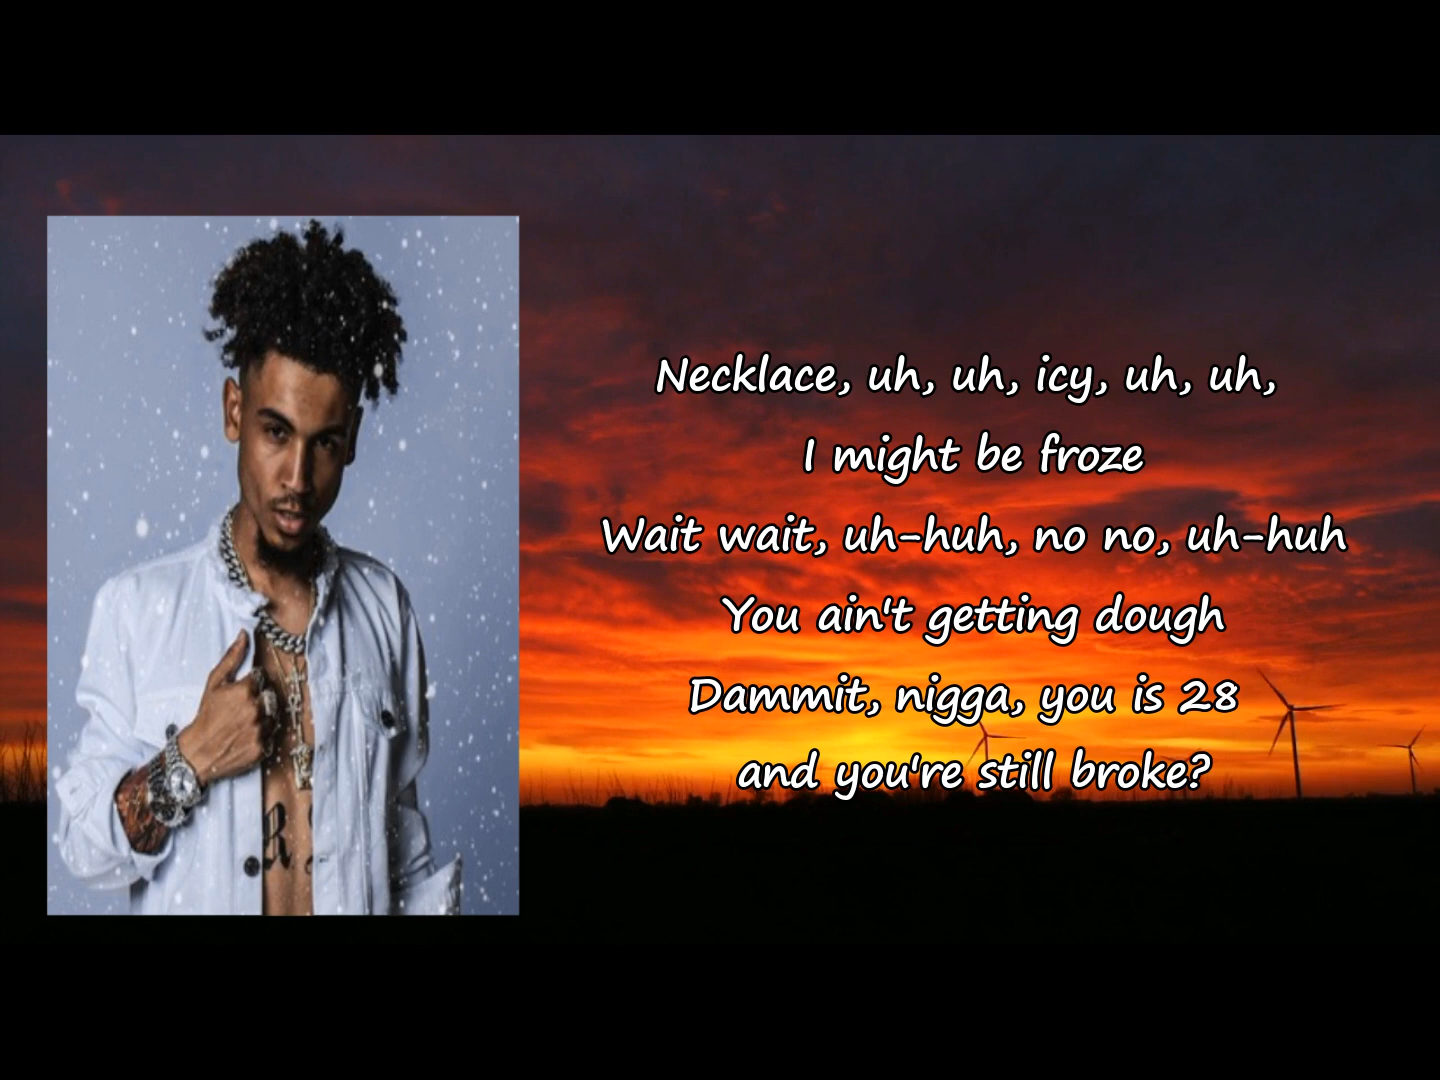 Necklace, uh, uh, icy, uh, uh,
I might be froze
Wait wait, uh-huh, no no, uh-huh
You ain't getting dough
Dammit, nigga, you is 28
and you're still broke?